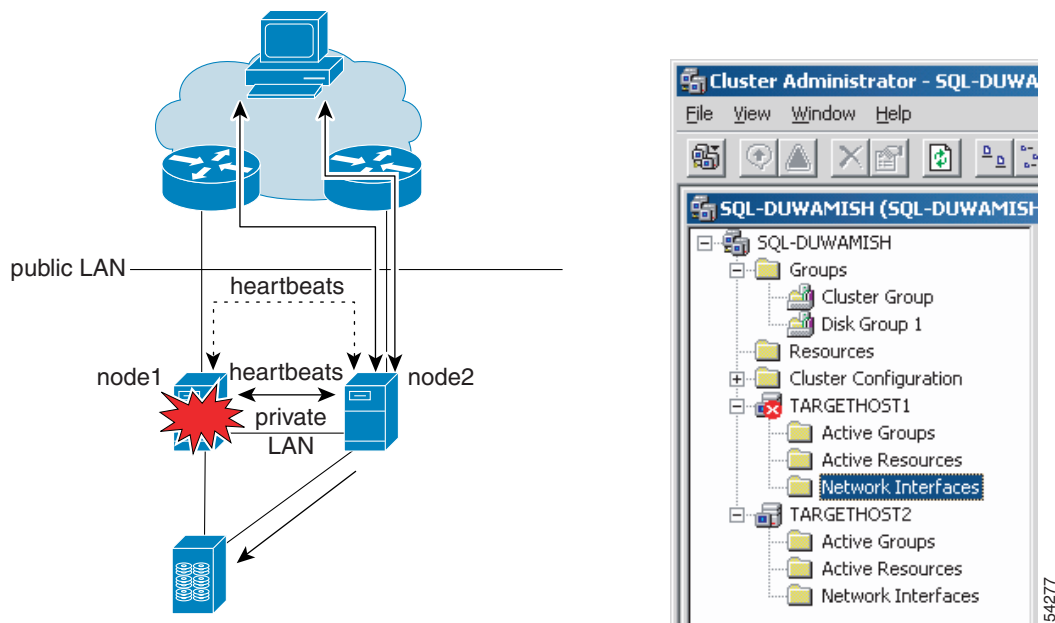 public LAN
heartbeats
node1
heartbeats
node2
private
LAN
Cluster Administrator - SQL-DUWA
File View Window Help
SQL-DUWAMISH (SQL-DUWAMISH
SQL-DUWAMISH
Groups
Cluster Group
Disk Group 1
Resources
Cluster Configuration
TARGETHOST1
Active Groups
Active Resources
Network Interfaces
TARGETHOST2
Active Groups
Active Resources
Network Interfaces
54277